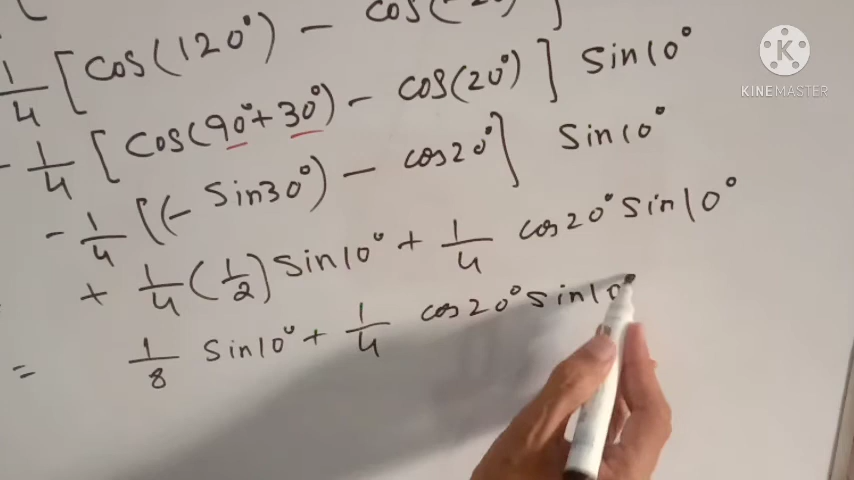 [ cos(-20°) ]
1/4 [ cos(120°) - cos(20°) ] sin10°
- 1/4 [ cos(90°+30°) - cos20° ] sin10°
- 1/4 [(- sin30°) - cos20° ] sin10°
+ 1/4 (1/2) sin10° + 1/4 cos20° sin10°
= 1/8 sin10° + 1/4 cos20° sin10
K
KINEMASTER